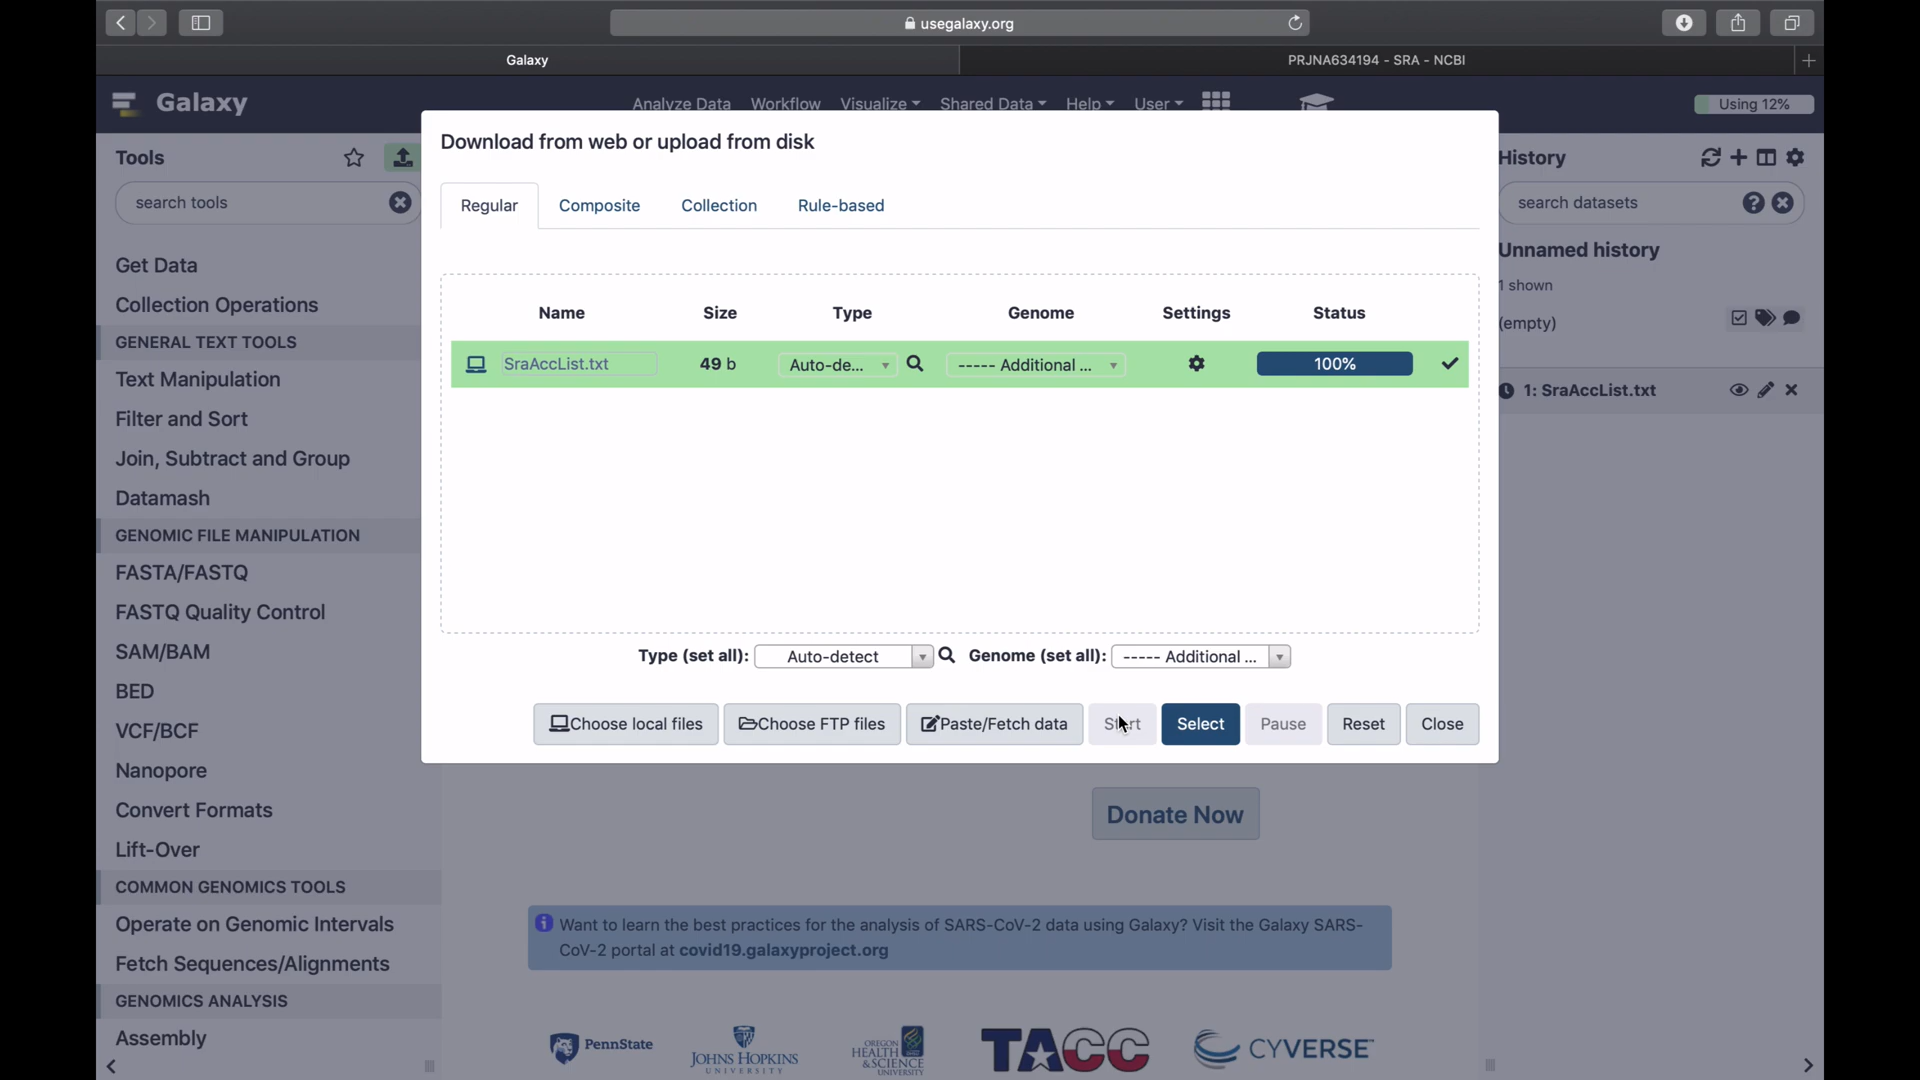 usegalaxy.org
Galaxy
PRJNA634194 - SRA - NCBI
Galaxy
Analyze Data Workflow Visualize Shared Data Help User
Using 12%
Tools
search tools
Get Data
Collection Operations
GENERAL TEXT TOOLS
Text Manipulation
Filter and Sort
Join, Subtract and Group
Datamash
GENOMIC FILE MANIPULATION
FASTA/FASTQ
FASTQ Quality Control
SAM/BAM
BED
VCF/BCF
Nanopore
Convert Formats
Lift-Over
COMMON GENOMICS TOOLS
Operate on Genomic Intervals
Fetch Sequences/Alignments
GENOMICS ANALYSIS
Assembly
Download from web or upload from disk
Regular Composite Collection Rule-based
Name Size Type Genome Settings Status
SraAccList.txt 49 b Auto-de... ----- Additional ... 100%
Type (set all): Auto-detect Genome (set all): ----- Additional ...
Choose local files Choose FTP files Paste/Fetch data Start Select Pause Reset Close
Donate Now
Want to learn the best practices for the analysis of SARS-CoV-2 data using Galaxy? Visit the Galaxy SARS-
CoV-2 portal at covid19.galaxyproject.org
PennState
JOHNS HOPKINS
UNIVERSITY
OREGON
HEALTH
& SCIENCE
UNIVERSITY
TACC
CYVERSE
History
search datasets
Unnamed history
1 shown
(empty)
1: SraAccList.txt